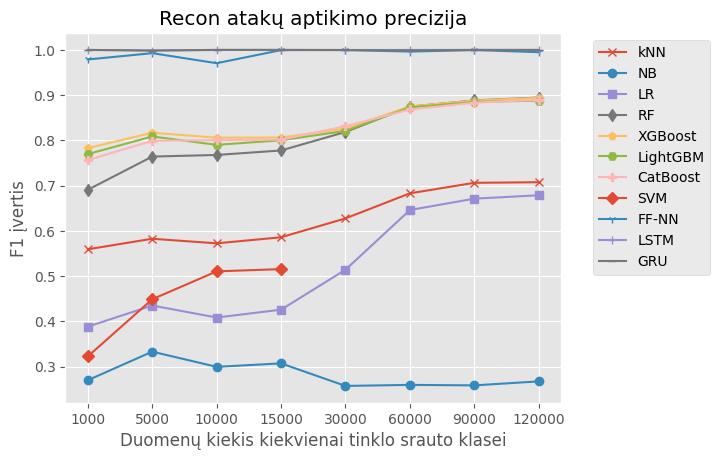 Recon atakų aptikimo precizija
F1 įvertis
1.0
0.9
0.8
0.7
0.6
0.5
0.4
0.3
1000 5000 10000 15000 30000 60000 90000 120000
Duomenų kiekis kiekvienai tinklo srauto klasei
kNN
NB
LR
RF
XGBoost
LightGBM
CatBoost
SVM
FF-NN
LSTM
GRU